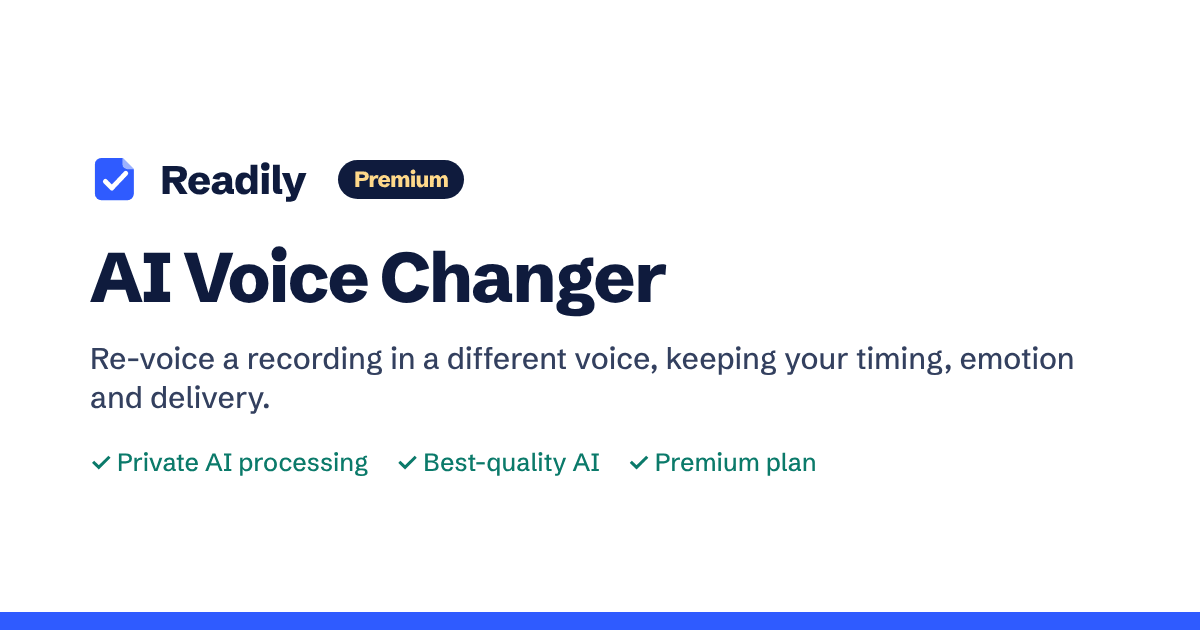 Readily Premium
AI Voice Changer
Re-voice a recording in a different voice, keeping your timing, emotion
and delivery.
✓ Private AI processing ✓ Best-quality AI ✓ Premium plan